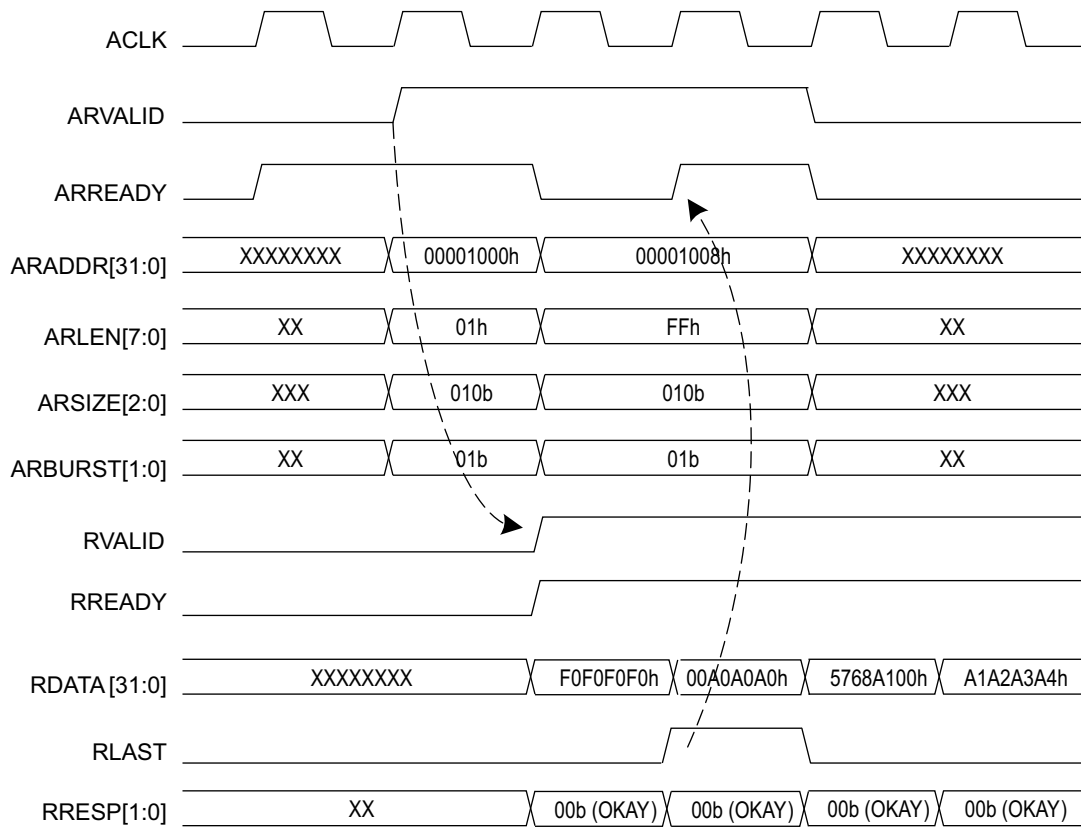 ACLK
ARVALID
ARREADY
ARADDR[31:0] XXXXXXXX 00001000h 00001008h XXXXXXXX
ARLEN[7:0] XX 01h FFh XX
ARSIZE[2:0] XXX 010b 010b XXX
ARBURST[1:0] XX 01b 01b XX
RVALID
RREADY
RDATA [31:0] XXXXXXXX F0F0F0F0h 00A0A0A0h 5768A100h A1A2A3A4h
RLAST
RRESP[1:0] XX 00b (OKAY) 00b (OKAY) 00b (OKAY) 00b (OKAY)